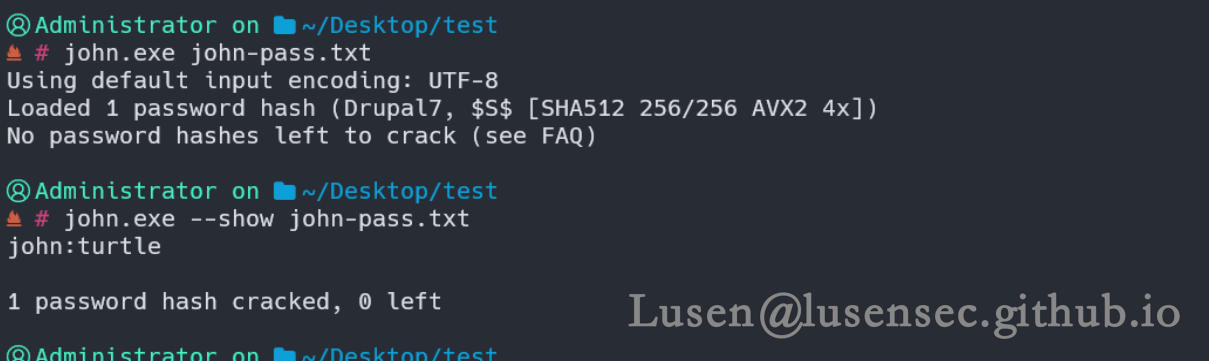 Administrator on ~/Desktop/test
# john.exe john-pass.txt
Using default input encoding: UTF-8
Loaded 1 password hash (Drupal7, $S$ [SHA512 256/256 AVX2 4x])
No password hashes left to crack (see FAQ)
Administrator on ~/Desktop/test
# john.exe --show john-pass.txt
john:turtle
1 password hash cracked, 0 left
Lusen@lusensec.github.io
Administrator on ~/Desktop/test